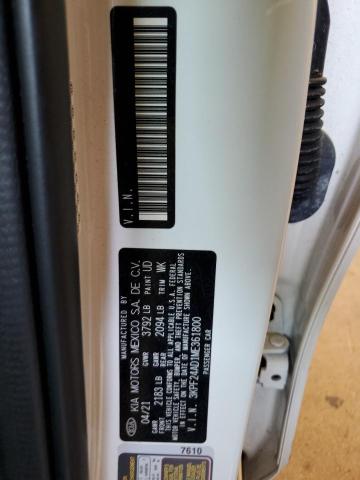 V.I.N.
MANUFACTURED BY
KIA KIA MOTORS MEXICO S.A. DE C.V.
04/21 GVWR 3792 LB PAINT UD
GAWR FRONT 2183 LB GAWR REAR 2094 LB TRIM WK
THIS VEHICLE CONFORMS TO ALL APPLICABLE U.S.A. FEDERAL
MOTOR VEHICLE SAFETY, BUMPER, AND THEFT PREVENTION STANDARDS
IN EFFECT ON THE DATE OF MANUFACTURE SHOWN ABOVE.
V.I.N. 3KPF24AD1ME361800
PASSENGER CAR
7610